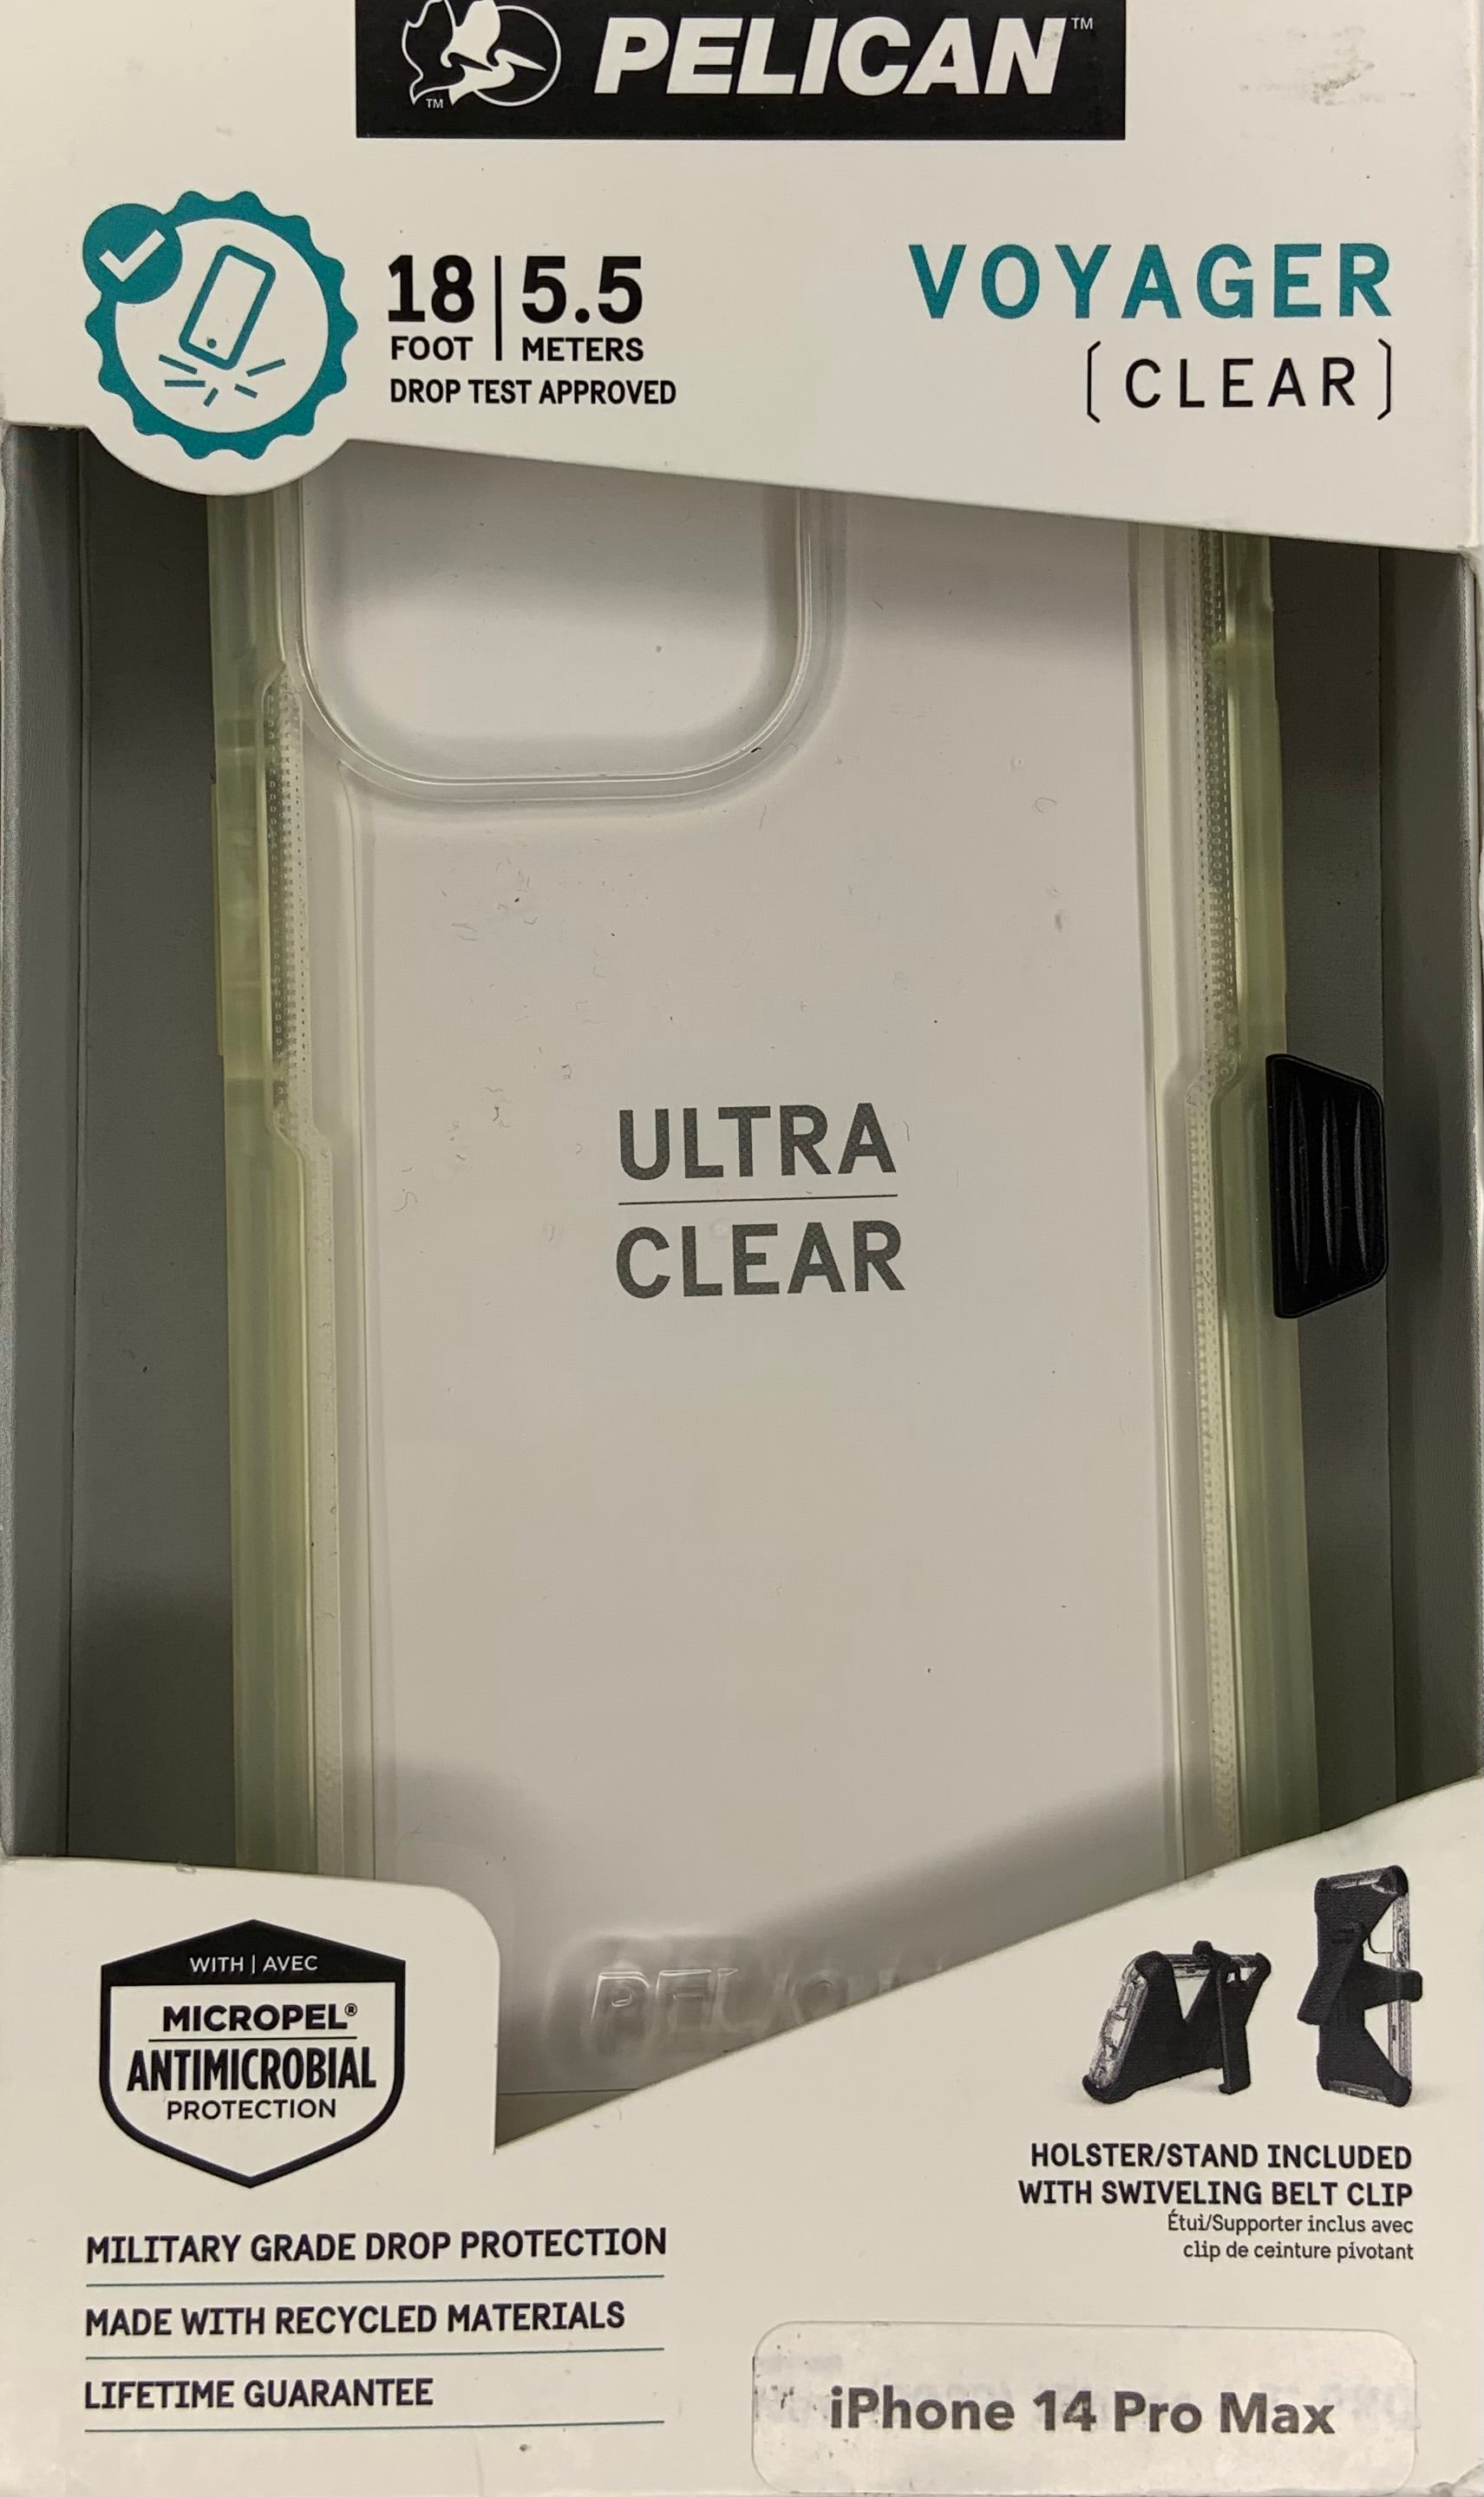 PELICAN™
TM
18 | 5.5
FOOT METERS
DROP TEST APPROVED
VOYAGER
[CLEAR]
ULTRA
CLEAR
PELICAN
WITH | AVEC
MICROPEL®
ANTIMICROBIAL
PROTECTION
MILITARY GRADE DROP PROTECTION
MADE WITH RECYCLED MATERIALS
LIFETIME GUARANTEE
HOLSTER/STAND INCLUDED
WITH SWIVELING BELT CLIP
Étui/Supporter inclus avec
clip de ceinture pivotant
iPhone 14 Pro Max